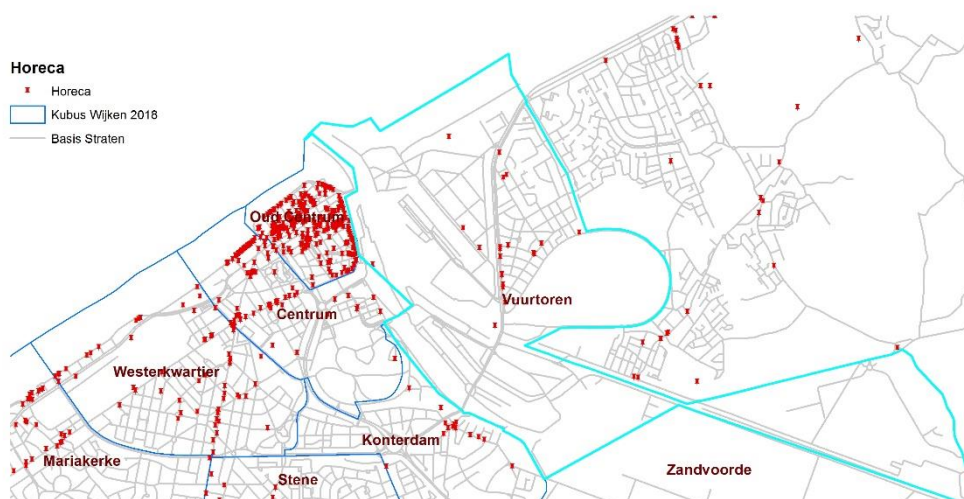 Horeca
Horeca
Kubus Wijken 2018
Basis Straten
Oud Centrum
Vuurtoren
Centrum
Westerkwartier
Konterdam
Mariakerke
Zandvoorde
Stene